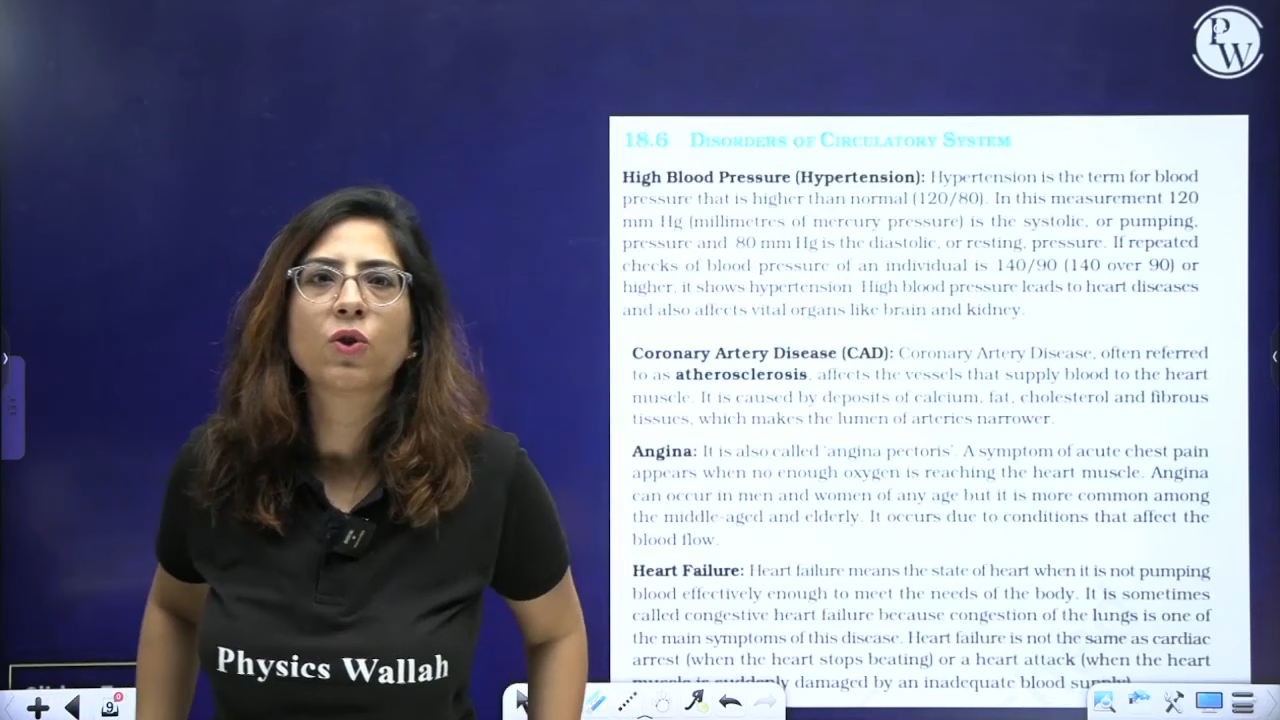 PW
18.6 DISORDERS OF CIRCULATORY SYSTEM
High Blood Pressure (Hypertension): Hypertension is the term for blood
pressure that is higher than normal (120/80). In this measurement 120
mm Hg (millimetres of mercury pressure) is the systolic, or pumping,
pressure and 80 mm Hg is the diastolic, or resting, pressure. If repeated
checks of blood pressure of an individual is 140/90 (140 over 90) or
higher, it shows hypertension. High blood pressure leads to heart diseases
and also affects vital organs like brain and kidney.
Coronary Artery Disease (CAD): Coronary Artery Disease, often referred
to as atherosclerosis, affects the vessels that supply blood to the heart
muscle. It is caused by deposits of calcium, fat, cholesterol and fibrous
tissues, which makes the lumen of arteries narrower.
Angina: It is also called ‘angina pectoris’. A symptom of acute chest pain
appears when no enough oxygen is reaching the heart muscle. Angina
can occur in men and women of any age but it is more common among
the middle-aged and elderly. It occurs due to conditions that affect the
blood flow.
Heart Failure: Heart failure means the state of heart when it is not pumping
blood effectively enough to meet the needs of the body. It is sometimes
called congestive heart failure because congestion of the lungs is one of
the main symptoms of this disease. Heart failure is not the same as cardiac
arrest (when the heart stops beating) or a heart attack (when the heart
muscle is suddenly damaged by an inadequate blood supply).
Physics Wallah
9